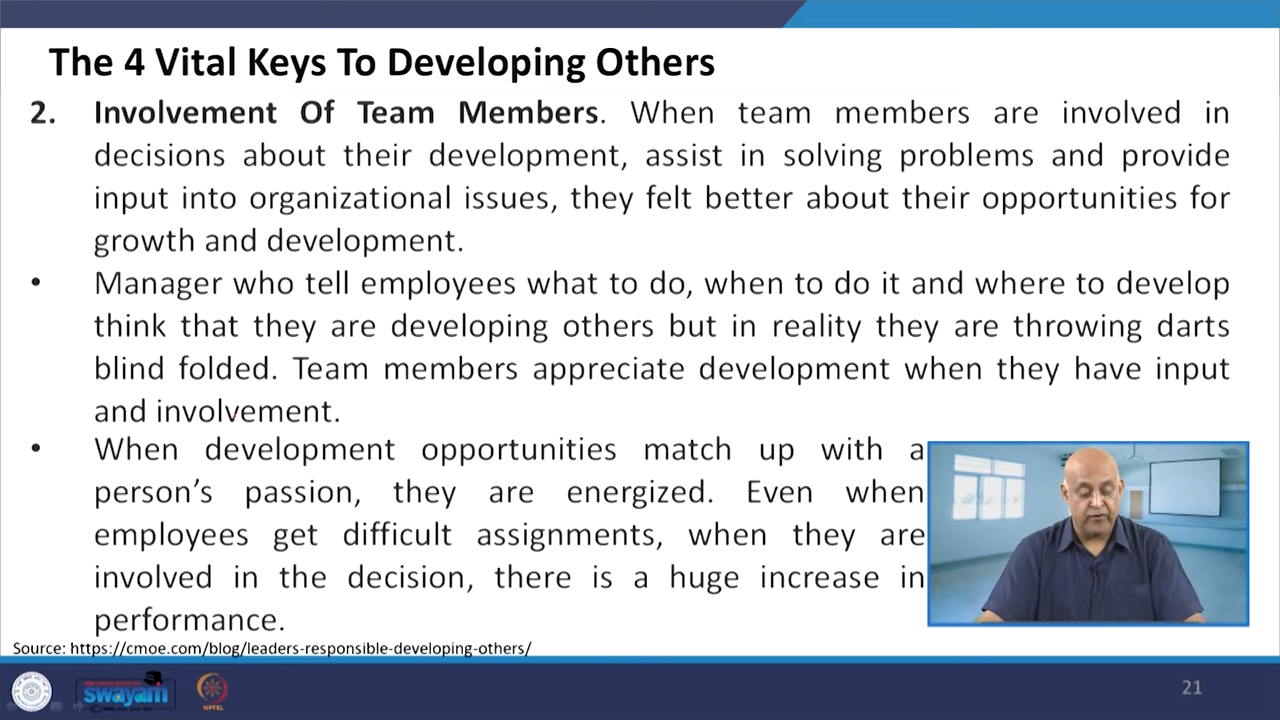 The 4 Vital Keys To Developing Others
2. Involvement Of Team Members. When team members are involved in
decisions about their development, assist in solving problems and provide
input into organizational issues, they felt better about their opportunities for
growth and development.
• Manager who tell employees what to do, when to do it and where to develop
think that they are developing others but in reality they are throwing darts
blind folded. Team members appreciate development when they have input
and involvement.
• When development opportunities match up with a
person's passion, they are energized. Even when
employees get difficult assignments, when they are
involved in the decision, there is a huge increase in
performance.
Source: https://cmoe.com/blog/leaders-responsible-developing-others/
swayam
NPTEL
21